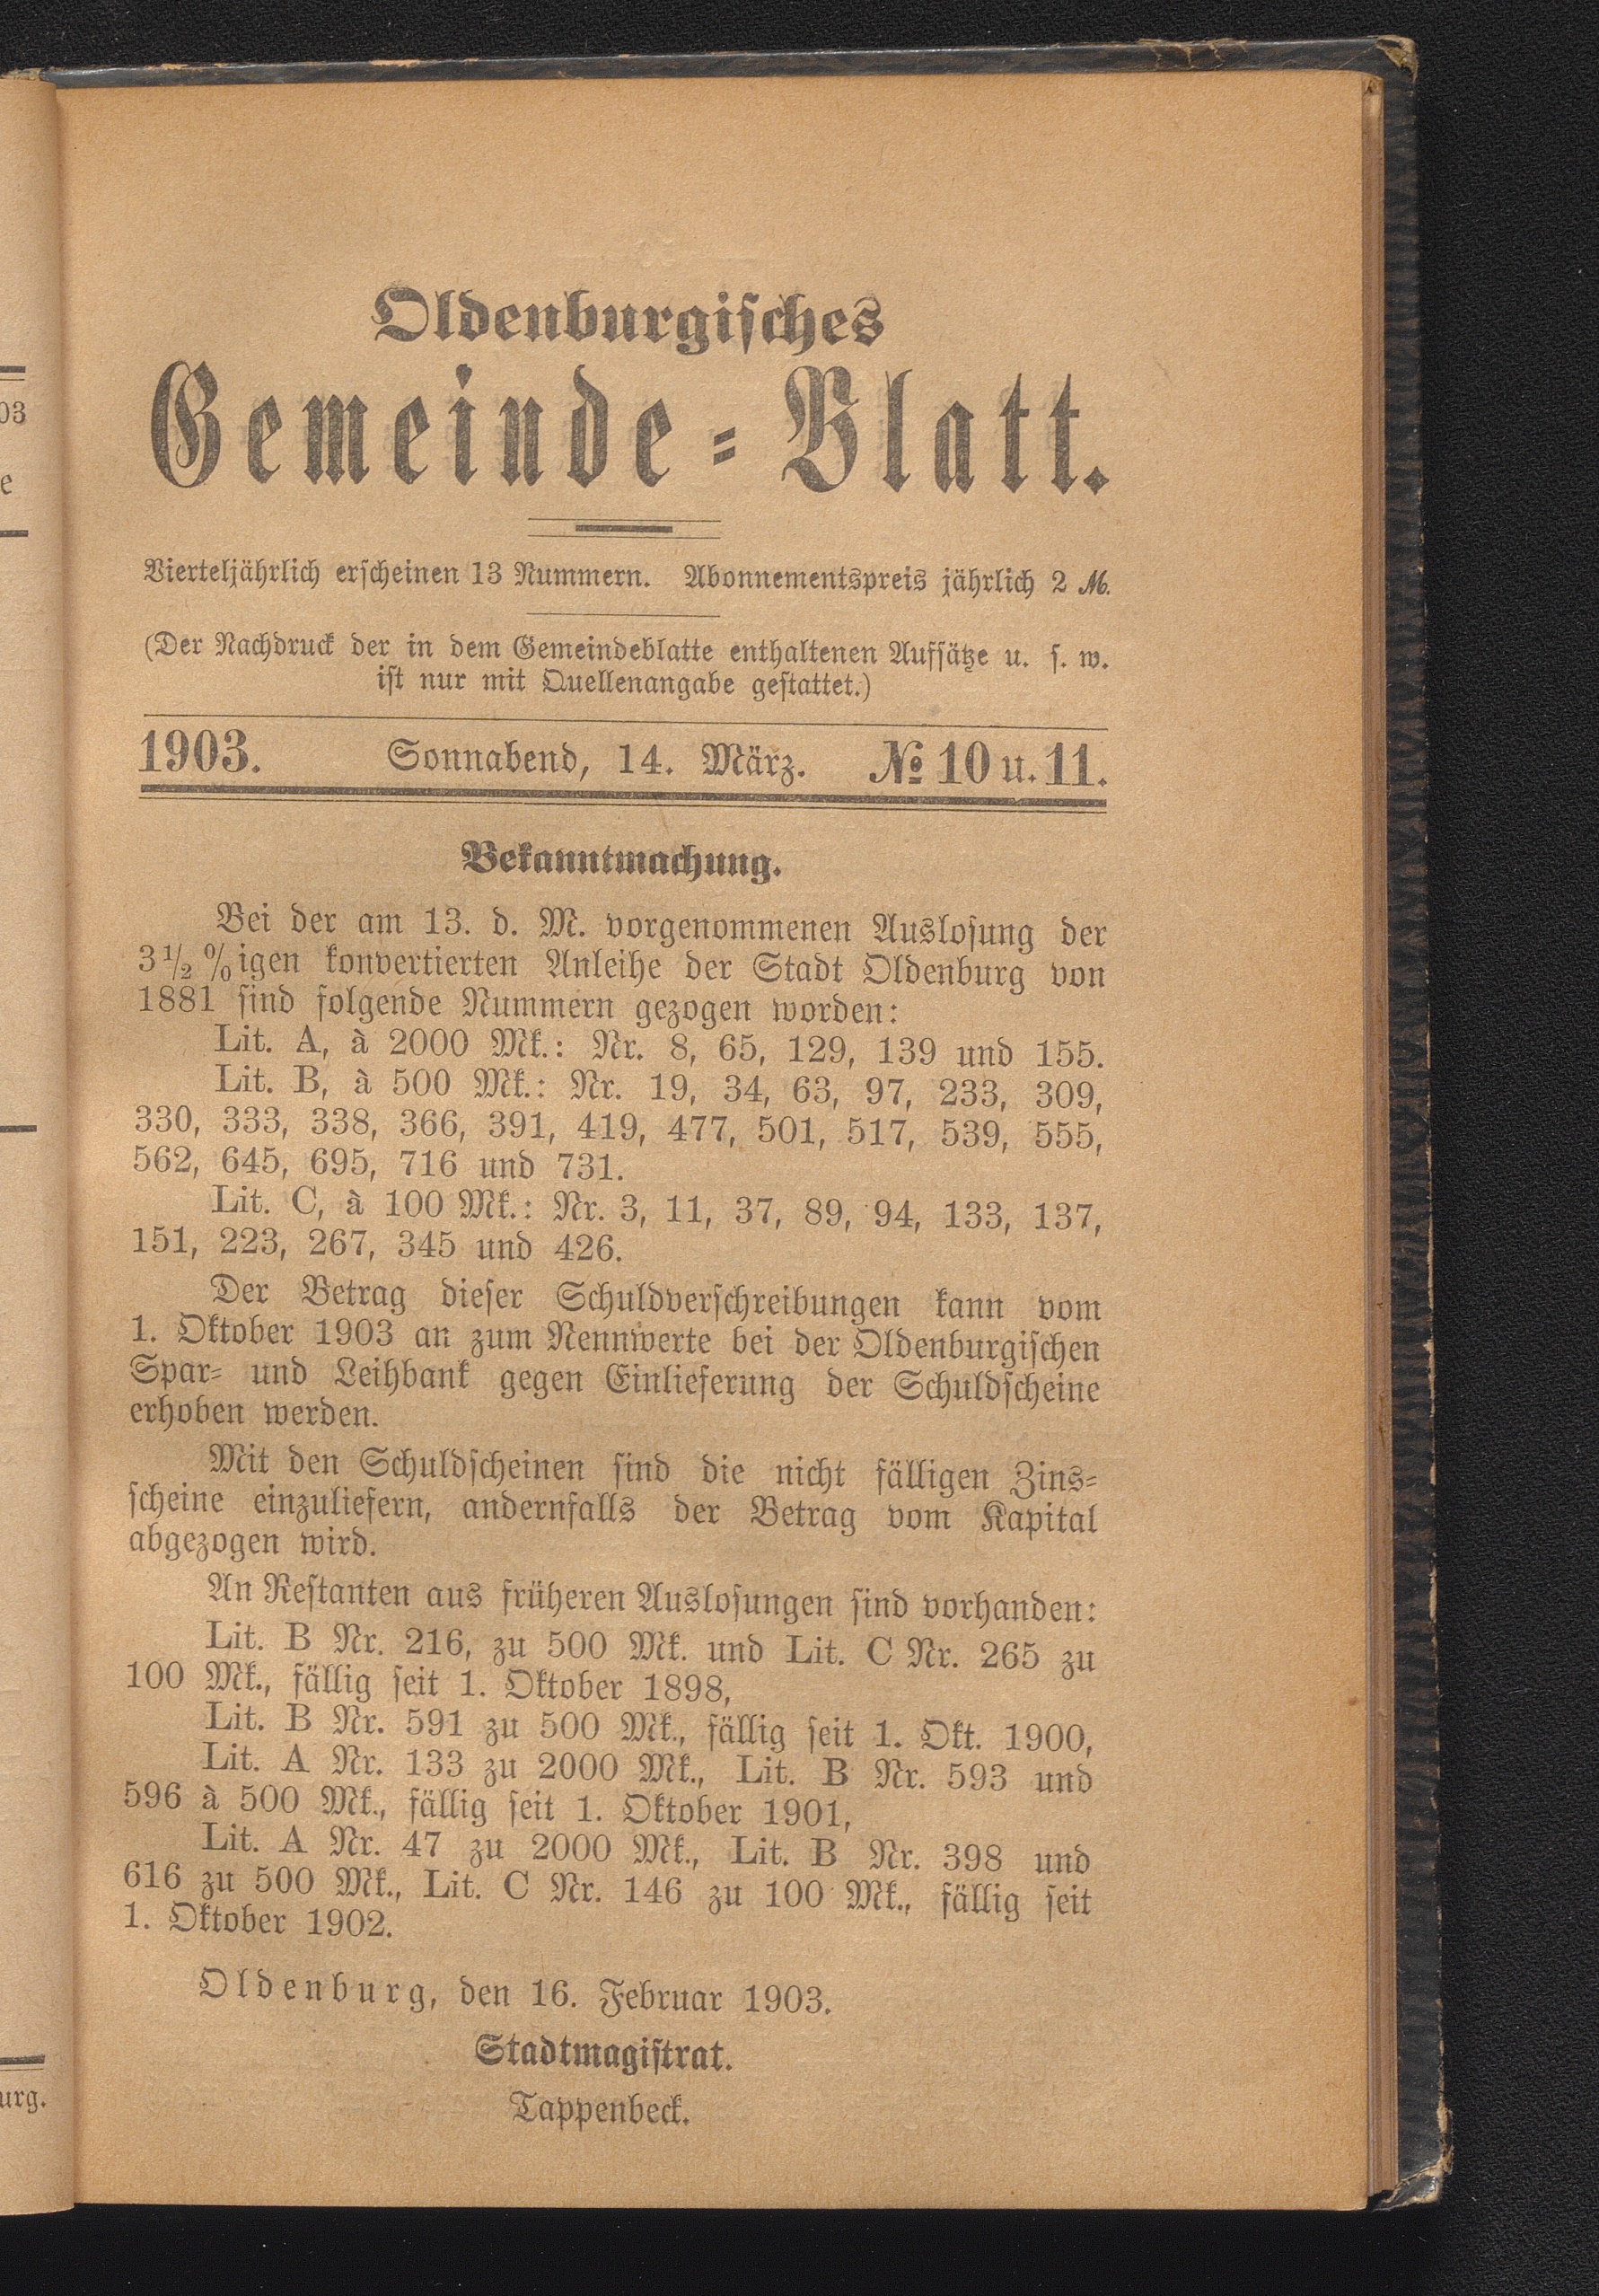 Oldenburgisches
Gemeinde-Blatt.
Vierteljährlich erscheinen 13 Nummern. Abonnementspreis jährlich 2 ℳ.
(Der Nachdruck der in dem Gemeindeblatte enthaltenen Aufsätze u. s. w.
ist nur mit Quellenangabe gestattet.)
1903. Sonnabend, 14. März. № 10 u. 11.
Bekanntmachung.
Bei der am 13. d. M. vorgenommenen Auslosung der
3½ %igen konvertierten Anleihe der Stadt Oldenburg von
1881 sind folgende Nummern gezogen worden:
Lit. A, à 2000 Mk.: Nr. 8, 65, 129, 139 und 155.
Lit. B, à 500 Mk.: Nr. 19, 34, 63, 97, 233, 309,
330, 333, 338, 366, 391, 419, 477, 501, 517, 539, 555,
562, 645, 695, 716 und 731.
Lit. C, à 100 Mk.: Nr. 3, 11, 37, 89, 94, 133, 137,
151, 223, 267, 345 und 426.
Der Betrag dieser Schuldverschreibungen kann vom
1. Oktober 1903 an zum Nennwerte bei der Oldenburgischen
Spar- und Leihbank gegen Einlieferung der Schuldscheine
erhoben werden.
Mit den Schuldscheinen sind die nicht fälligen Zins-
scheine einzuliefern, andernfalls der Betrag vom Kapital
abgezogen wird.
An Restanten aus früheren Auslosungen sind vorhanden:
Lit. B Nr. 216, zu 500 Mk. und Lit. C Nr. 265 zu
100 Mk., fällig seit 1. Oktober 1898,
Lit. B Nr. 591 zu 500 Mk., fällig seit 1. Okt. 1900,
Lit. A Nr. 133 zu 2000 Mk., Lit. B Nr. 593 und
596 à 500 Mk., fällig seit 1. Oktober 1901,
Lit. A Nr. 47 zu 2000 Mk., Lit. B Nr. 398 und
616 zu 500 Mk., Lit. C Nr. 146 zu 100 Mk., fällig seit
1. Oktober 1902.
Oldenburg, den 16. Februar 1903.
Stadtmagistrat.
Tappenbeck.
03
e
urg.